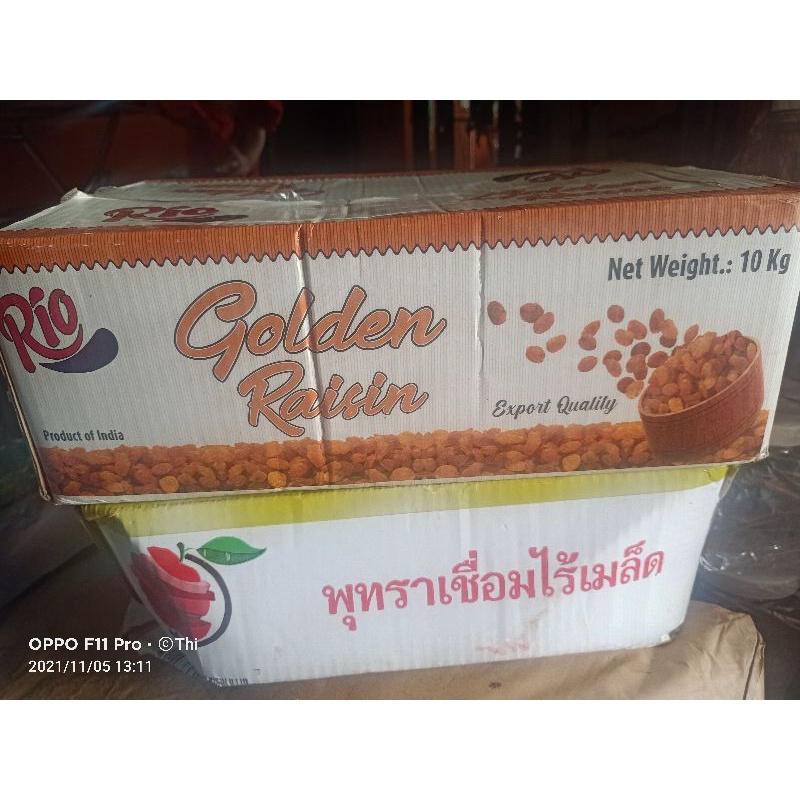 Rio
Net Weight.: 10 Kg
Rio
Golden
Raisin
Export Quality
Product of India
พุทราเชื่อมไร้เมล็ด
OPPO F11 Pro · ©Thi
2021/11/05 13:11